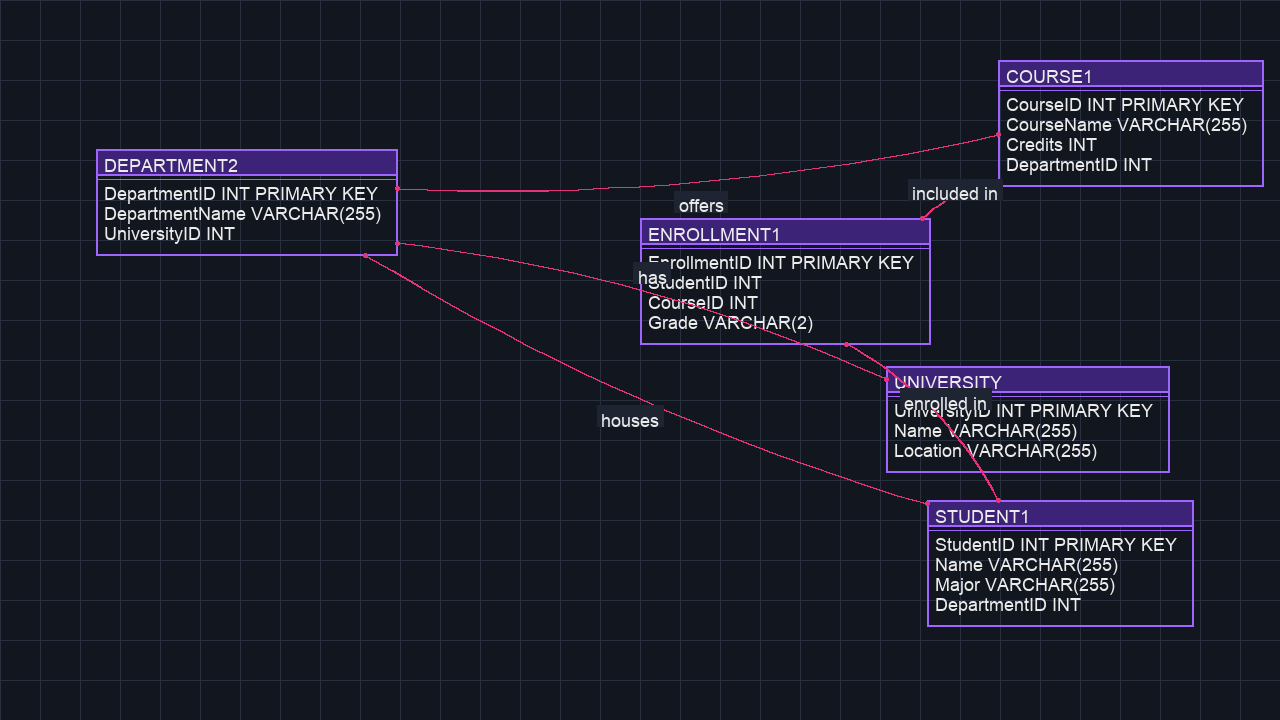 COURSE1
CourseID INT PRIMARY KEY
CourseName VARCHAR(255)
Credits INT
DepartmentID INT
DEPARTMENT2
DepartmentID INT PRIMARY KEY
DepartmentName VARCHAR(255)
UniversityID INT
included in
offers
ENROLLMENT1
EnrollmentID INT PRIMARY KEY
StudentID INT
CourseID INT
Grade VARCHAR(2)
has
UNIVERSITY
UniversityID INT PRIMARY KEY
Name VARCHAR(255)
Location VARCHAR(255)
enrolled in
houses
STUDENT1
StudentID INT PRIMARY KEY
Name VARCHAR(255)
Major VARCHAR(255)
DepartmentID INT